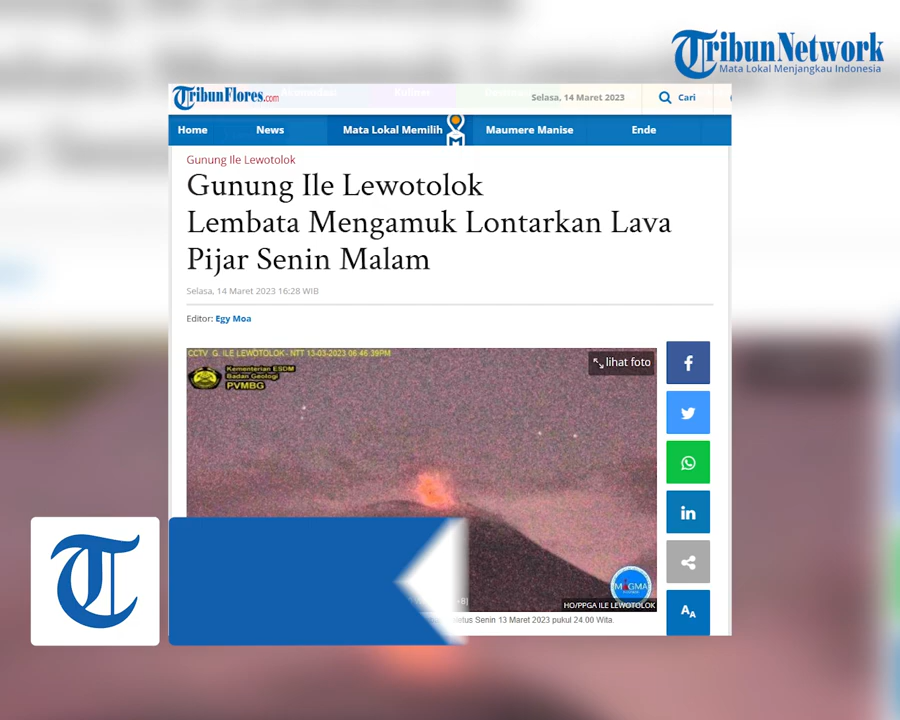 TribunNetwork
Mata Lokal Menjangkau Indonesia
TribunFlores.com
Selasa, 14 Maret 2023
Cari
Home
News
Mata Lokal Memilih
Maumere Manise
Ende
Gunung Ile Lewotolok
Gunung Ile Lewotolok
Lembata Mengamuk Lontarkan Lava
Pijar Senin Malam
Selasa, 14 Maret 2023 16:28 WIB
Editor: Egy Moa
CCTV G. ILE LEWOTOLOK - NTT 13-03-2023 06:46:39PM
Kementerian ESDM
Badan Geologi
PVMBG
lihat foto
MAGMA
HO/PPGA ILE LEWOTOLOK
Senin 13 Maret 2023 pukul 24.00 Wita.